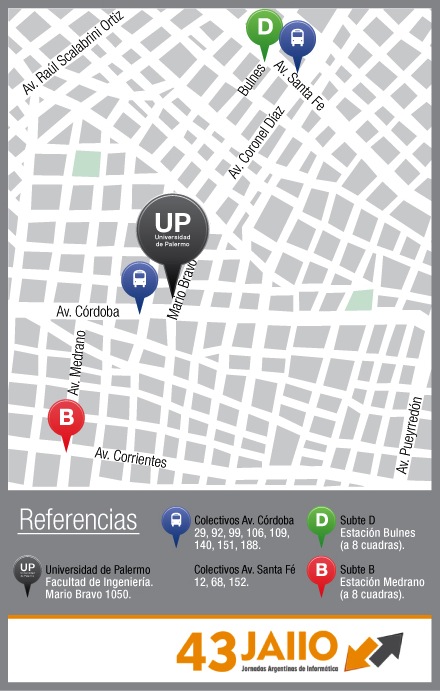 Av. Raúl Scalabrini Ortiz
D
Bulnes
Av. Santa Fe
Av. Coronel Díaz
UP
Universidad
de Palermo
Mario Bravo
Av. Córdoba
Av. Medrano
B
Av. Corrientes
Av. Pueyrredón
Referencias
UP
Universidad de Palermo
Facultad de Ingeniería.
Mario Bravo 1050.
Colectivos Av. Córdoba
29, 92, 99, 106, 109,
140, 151, 188.
Colectivos Av. Santa Fé
12, 68, 152.
D
Subte D
Estación Bulnes
(a 8 cuadras).
B
Subte B
Estación Medrano
(a 8 cuadras).
43 JAIIO
Jornadas Argentinas de Informática